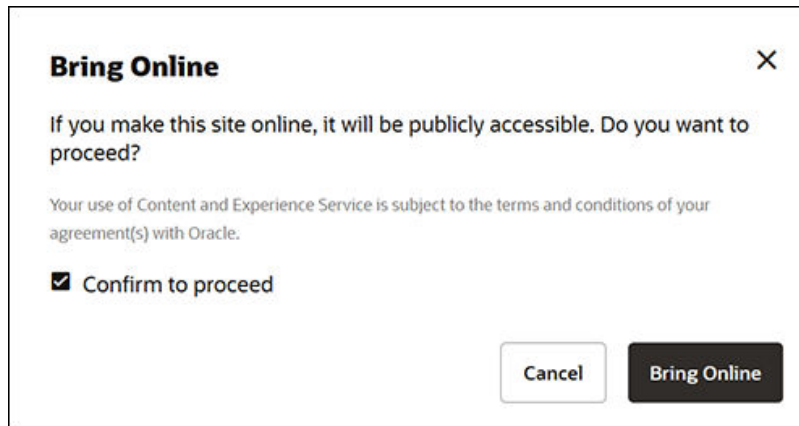 Bring Online
If you make this site online, it will be publicly accessible. Do you want to
proceed?
Your use of Content and Experience Service is subject to the terms and conditions of your
agreement(s) with Oracle.
Confirm to proceed
Cancel Bring Online